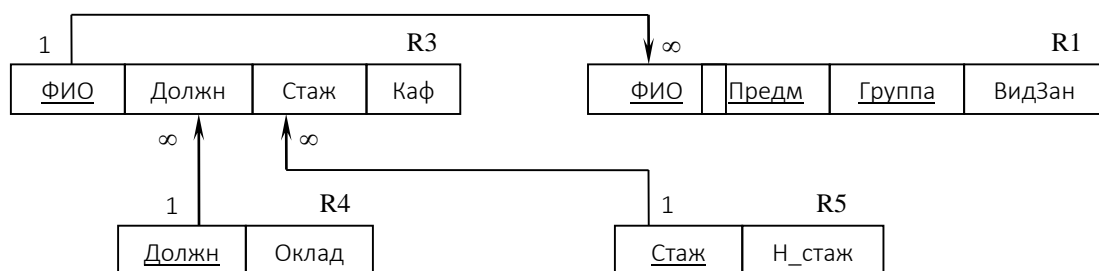 1 R3 ∞ R1
ФИО Должн Стаж Каф ФИО Предм Группа ВидЗан
∞ ∞
1 R4 1 R5
Должн Оклад Стаж Н_стаж